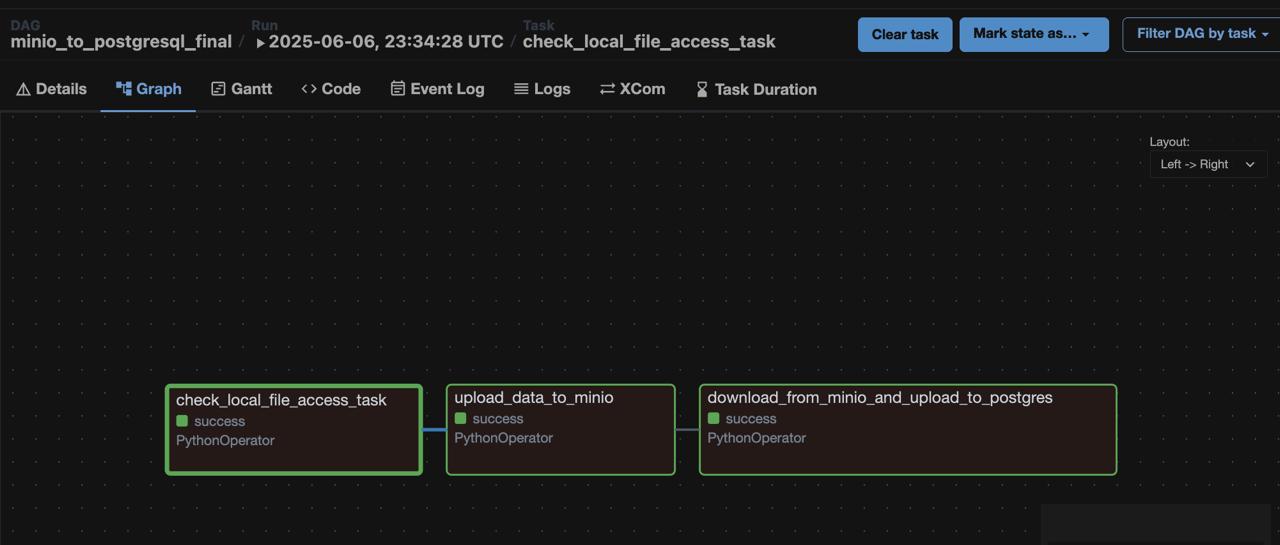 DAG
minio_to_postgresql_final
/
Run
2025-06-06, 23:34:28 UTC
/
Task
check_local_file_access_task
Clear task
Mark state as...
Filter DAG by task
Details
Graph
Gantt
Code
Event Log
Logs
XCom
Task Duration
Layout:
Left -> Right
check_local_file_access_task
success
PythonOperator
upload_data_to_minio
success
PythonOperator
download_from_minio_and_upload_to_postgres
success
PythonOperator